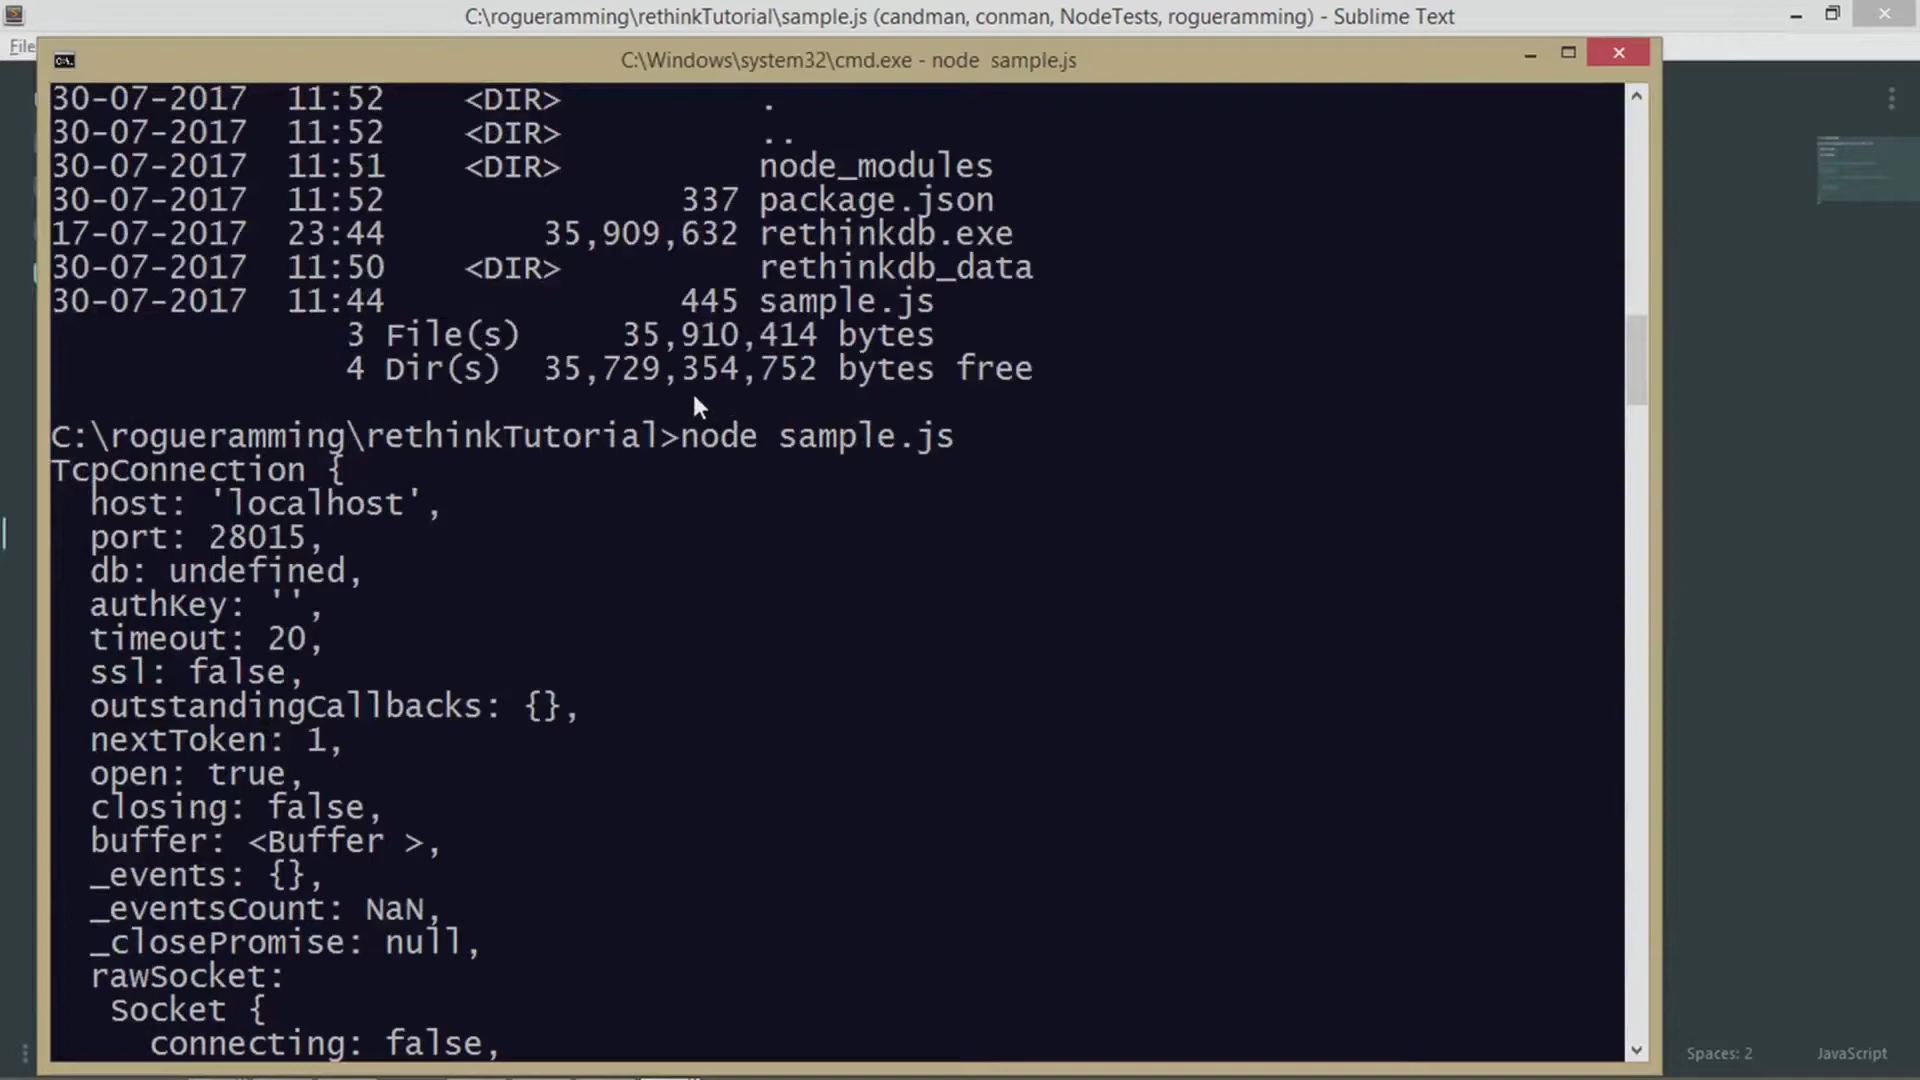 C:\rogueramming\rethinkTutorial\sample.js (candman, conman, NodeTests, rogueramming) - Sublime Text
File
C:\Windows\system32\cmd.exe - node  sample.js
30-07-2017  11:52    <DIR>          .
30-07-2017  11:52    <DIR>          ..
30-07-2017  11:51    <DIR>          node_modules
30-07-2017  11:52               337 package.json
17-07-2017  23:44        35,909,632 rethinkdb.exe
30-07-2017  11:50    <DIR>          rethinkdb_data
30-07-2017  11:44               445 sample.js
               3 File(s)     35,910,414 bytes
               4 Dir(s)  35,729,354,752 bytes free
C:\rogueramming\rethinkTutorial>node sample.js
TcpConnection {
  host: 'localhost',
  port: 28015,
  db: undefined,
  authKey: '',
  timeout: 20,
  ssl: false,
  outstandingCallbacks: {},
  nextToken: 1,
  open: true,
  closing: false,
  buffer: <Buffer >,
  _events: {},
  _eventsCount: NaN,
  _closePromise: null,
  rawSocket:
   Socket {
     connecting: false,
Spaces: 2
JavaScript